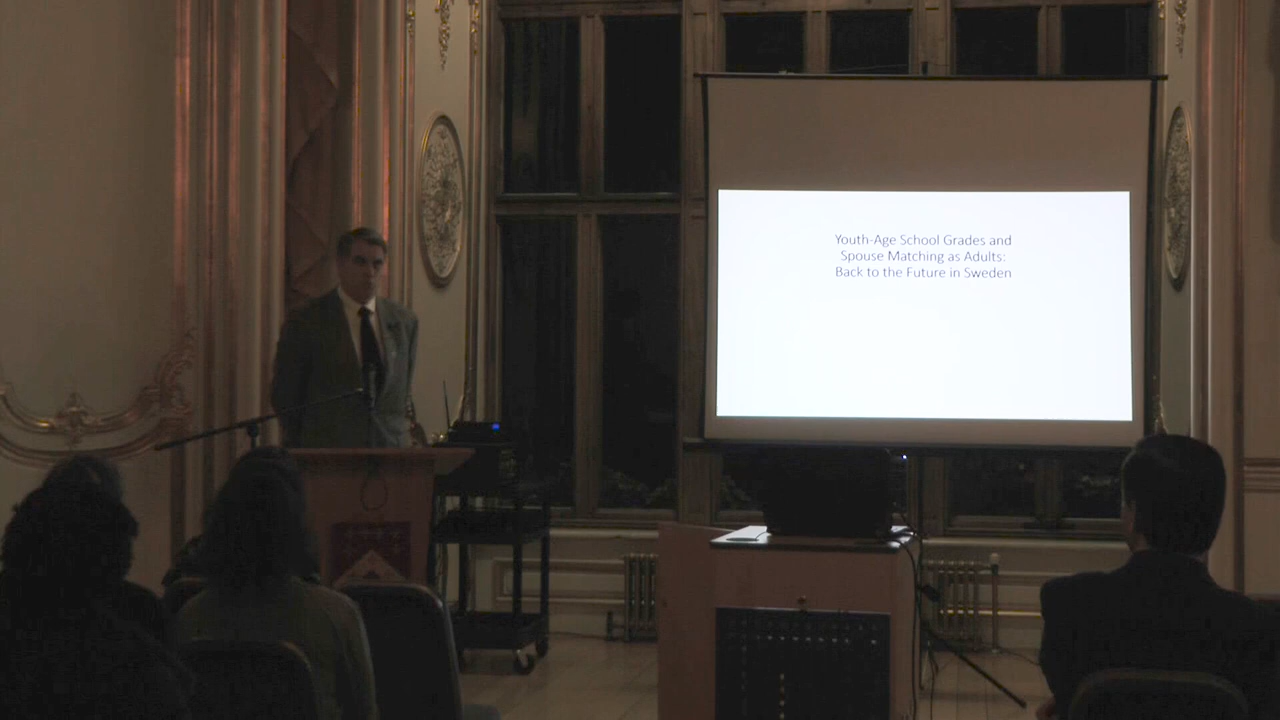 Youth-Age School Grades and
Spouse Matching as Adults:
Back to the Future in Sweden